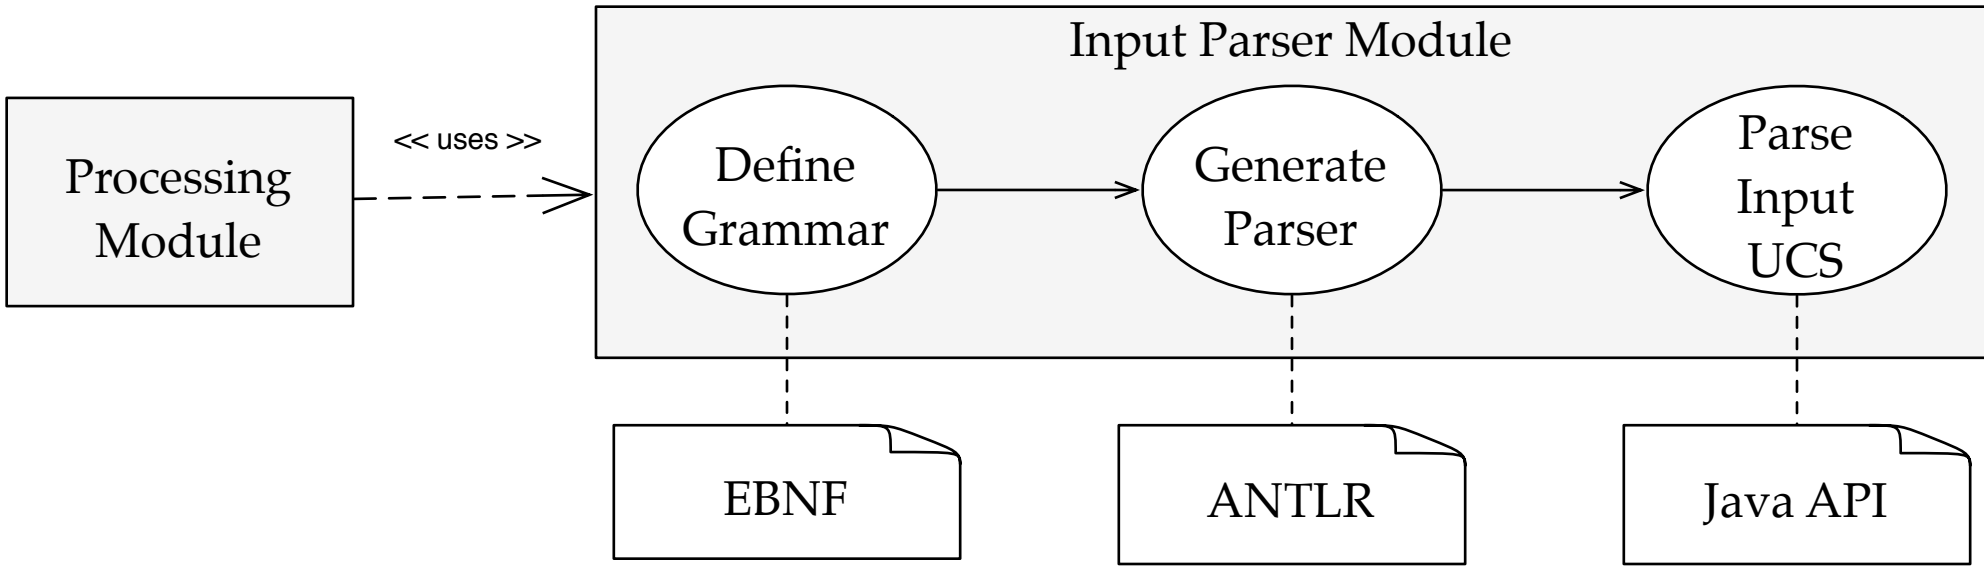 Input Parser Module
Processing
Module
<< uses >>
Define
Grammar
Generate
Parser
Parse
Input
UCS
EBNF
ANTLR
Java API